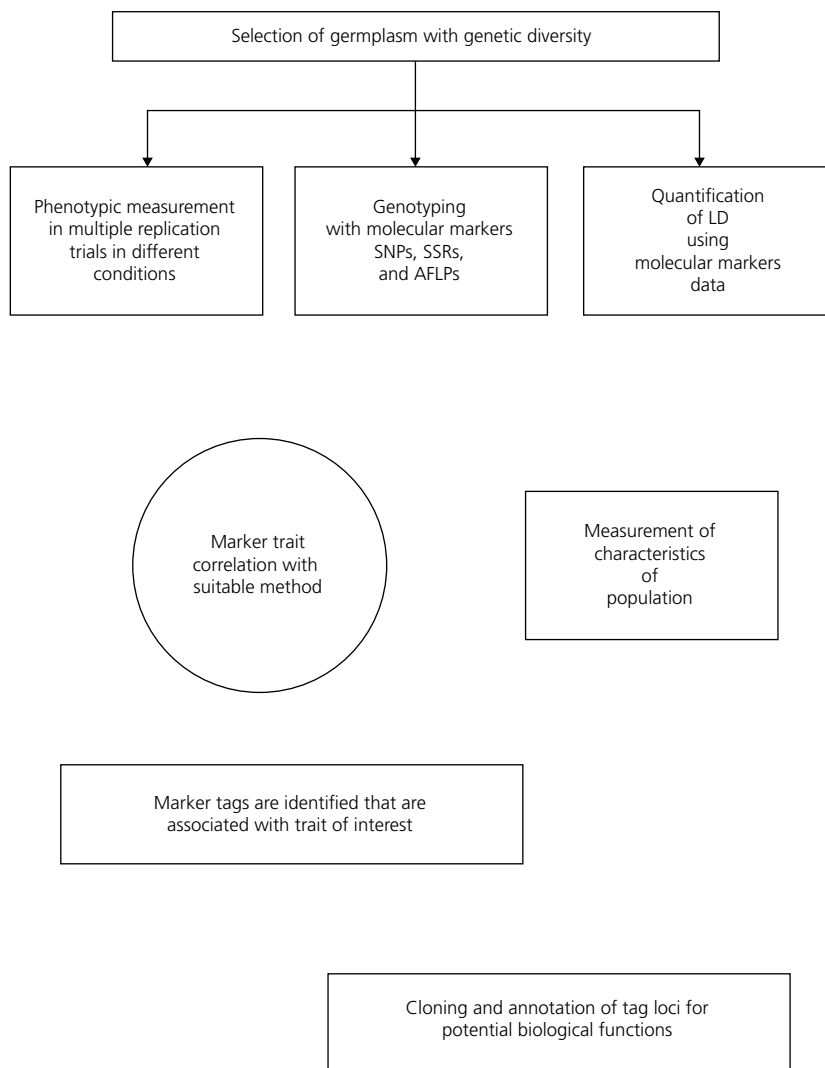 Selection of germplasm with genetic diversity
Phenotypic measurement
in multiple replication
trials in different
conditions
Genotyping
with molecular markers
SNPs, SSRs,
and AFLPs
Quantification
of LD
using
molecular markers
data
Marker trait
correlation with
suitable method
Measurement of
characteristics
of
population
Marker tags are identified that are
associated with trait of interest
Cloning and annotation of tag loci for
potential biological functions